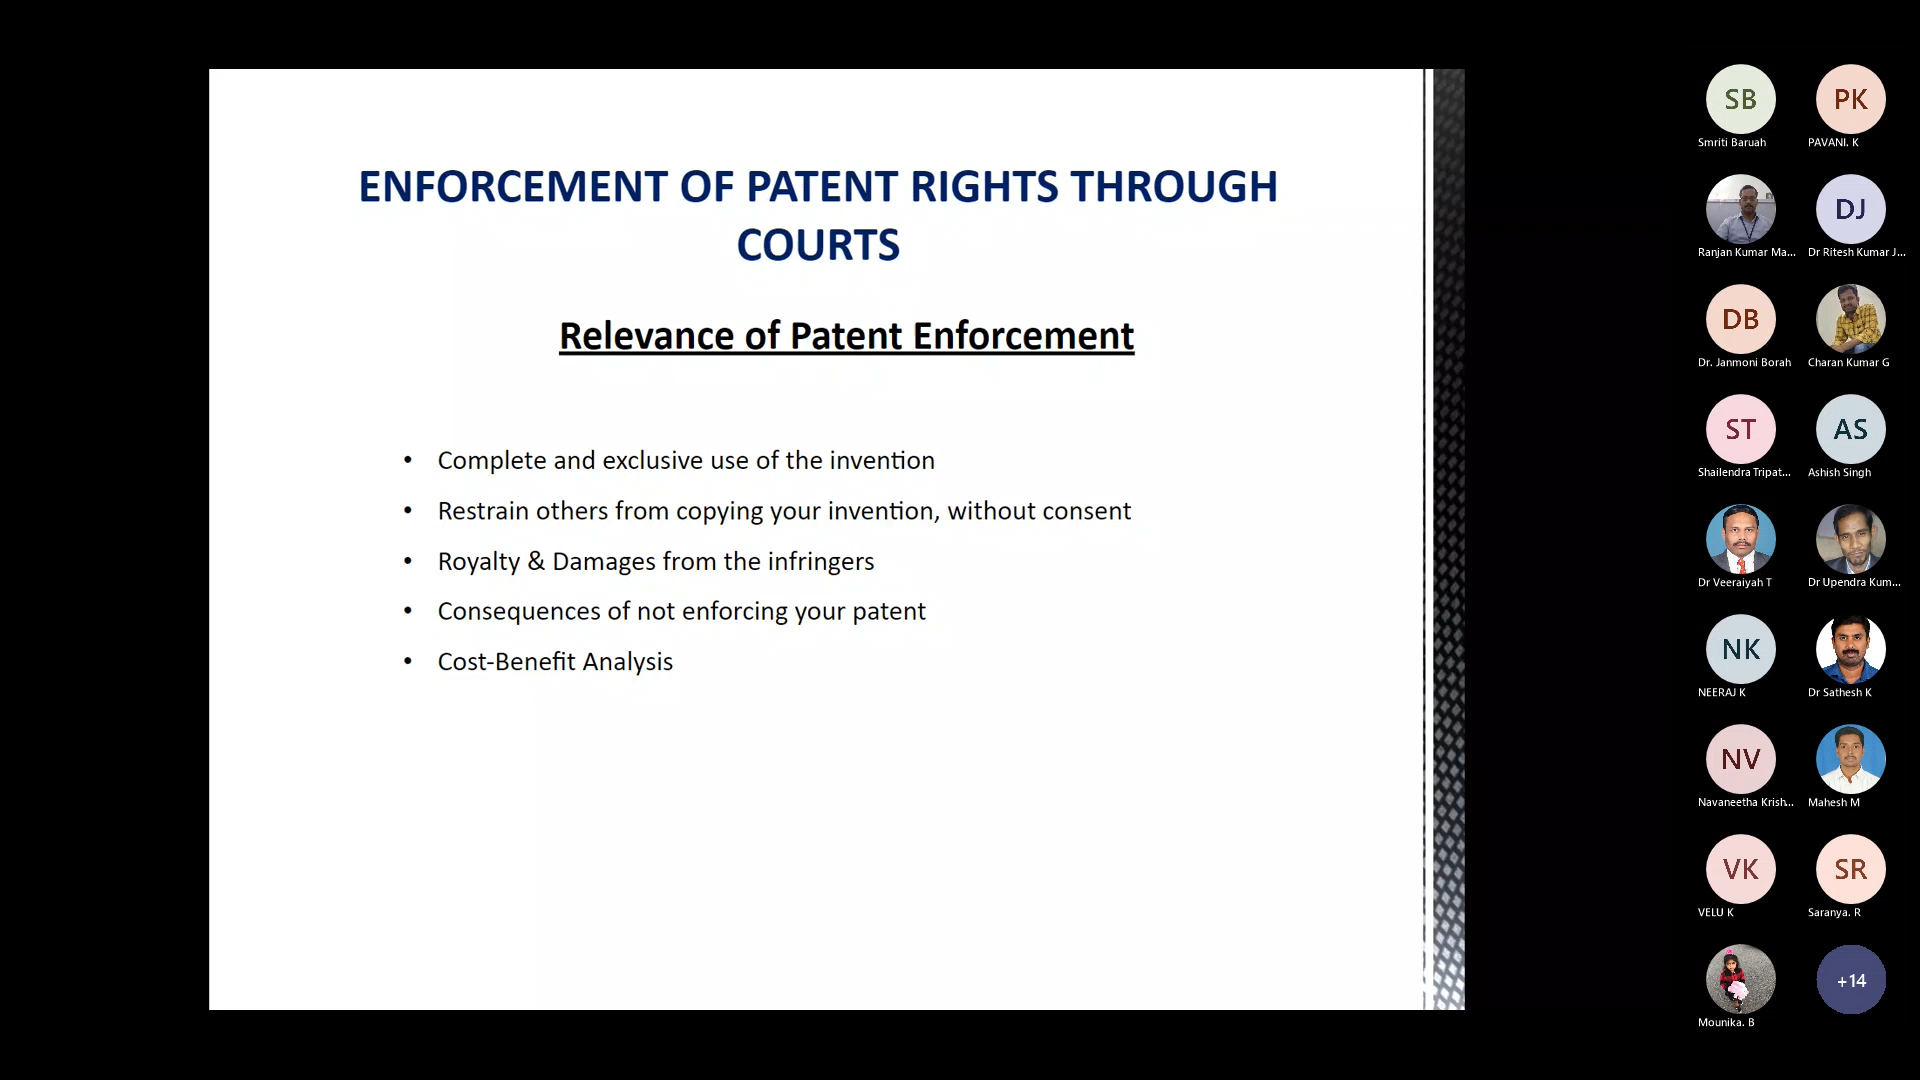 ENFORCEMENT OF PATENT RIGHTS THROUGH
COURTS
Relevance of Patent Enforcement
• Complete and exclusive use of the invention
• Restrain others from copying your invention, without consent
• Royalty & Damages from the infringers
• Consequences of not enforcing your patent
• Cost-Benefit Analysis
SB PK
Smriti Baruah PAVANI. K
DJ
Ranjan Kumar Ma... Dr Ritesh Kumar J...
DB
Dr. Janmoni Borah Charan Kumar G
ST AS
Shailendra Tripat... Ashish Singh
Dr Veeraiyah T Dr Upendra Kum...
NK
NEERAJ K Dr Sathesh K
NV
Navaneetha Krish... Mahesh M
VK SR
VELU K Saranya. R
+14
Mounika. B